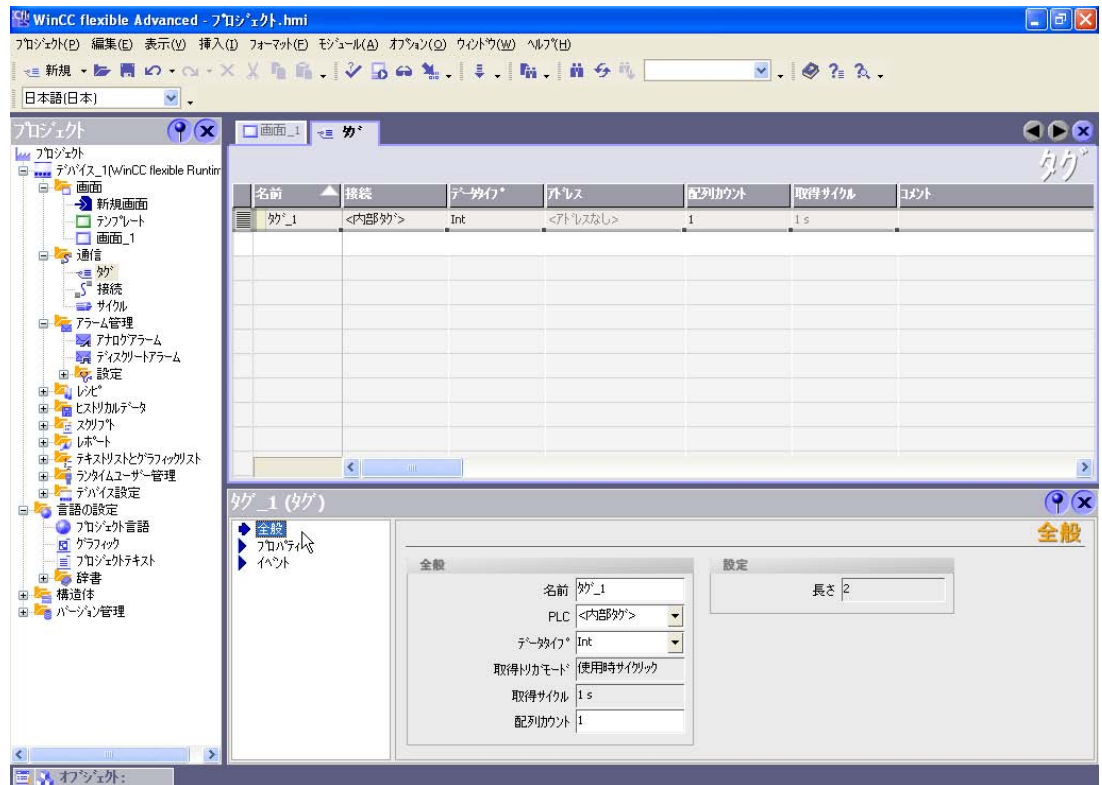 WinCC flexible Advanced - プロジェクト.hmi
プロジェクト(P) 編集(E) 表示(V) 挿入(I) フォーマット(F) モジュール(A) オプション(O) ウィンドウ(W) ヘルプ(H)
新規
日本語(日本)
プロジェクト
プロジェクト
デバイス_1(WinCC flexible Runtim
画面
新規画面
テンプレート
画面_1
通信
タグ
接続
サイクル
アラーム管理
アナログアラーム
ディスクリートアラーム
設定
レシピ
ヒストリカルデータ
スクリプト
レポート
テキストリストとグラフィックリスト
ランタイムユーザー管理
デバイス設定
言語の設定
プロジェクト言語
グラフィック
プロジェクトテキスト
辞書
構造体
バージョン管理
画面_1 タグ
タグ
名前 接続 データタイプ アドレス 配列カウント 取得サイクル コメント
タグ_1 <内部タグ> Int <アドレスなし> 1 1 s
タグ_1 (タグ)
全般
プロパティ
イベント
全般
全般
名前 タグ_1
PLC <内部タグ>
データタイプ Int
取得トリガモード 使用時サイクリック
取得サイクル 1 s
配列カウント 1
設定
長さ 2
オブジェクト: